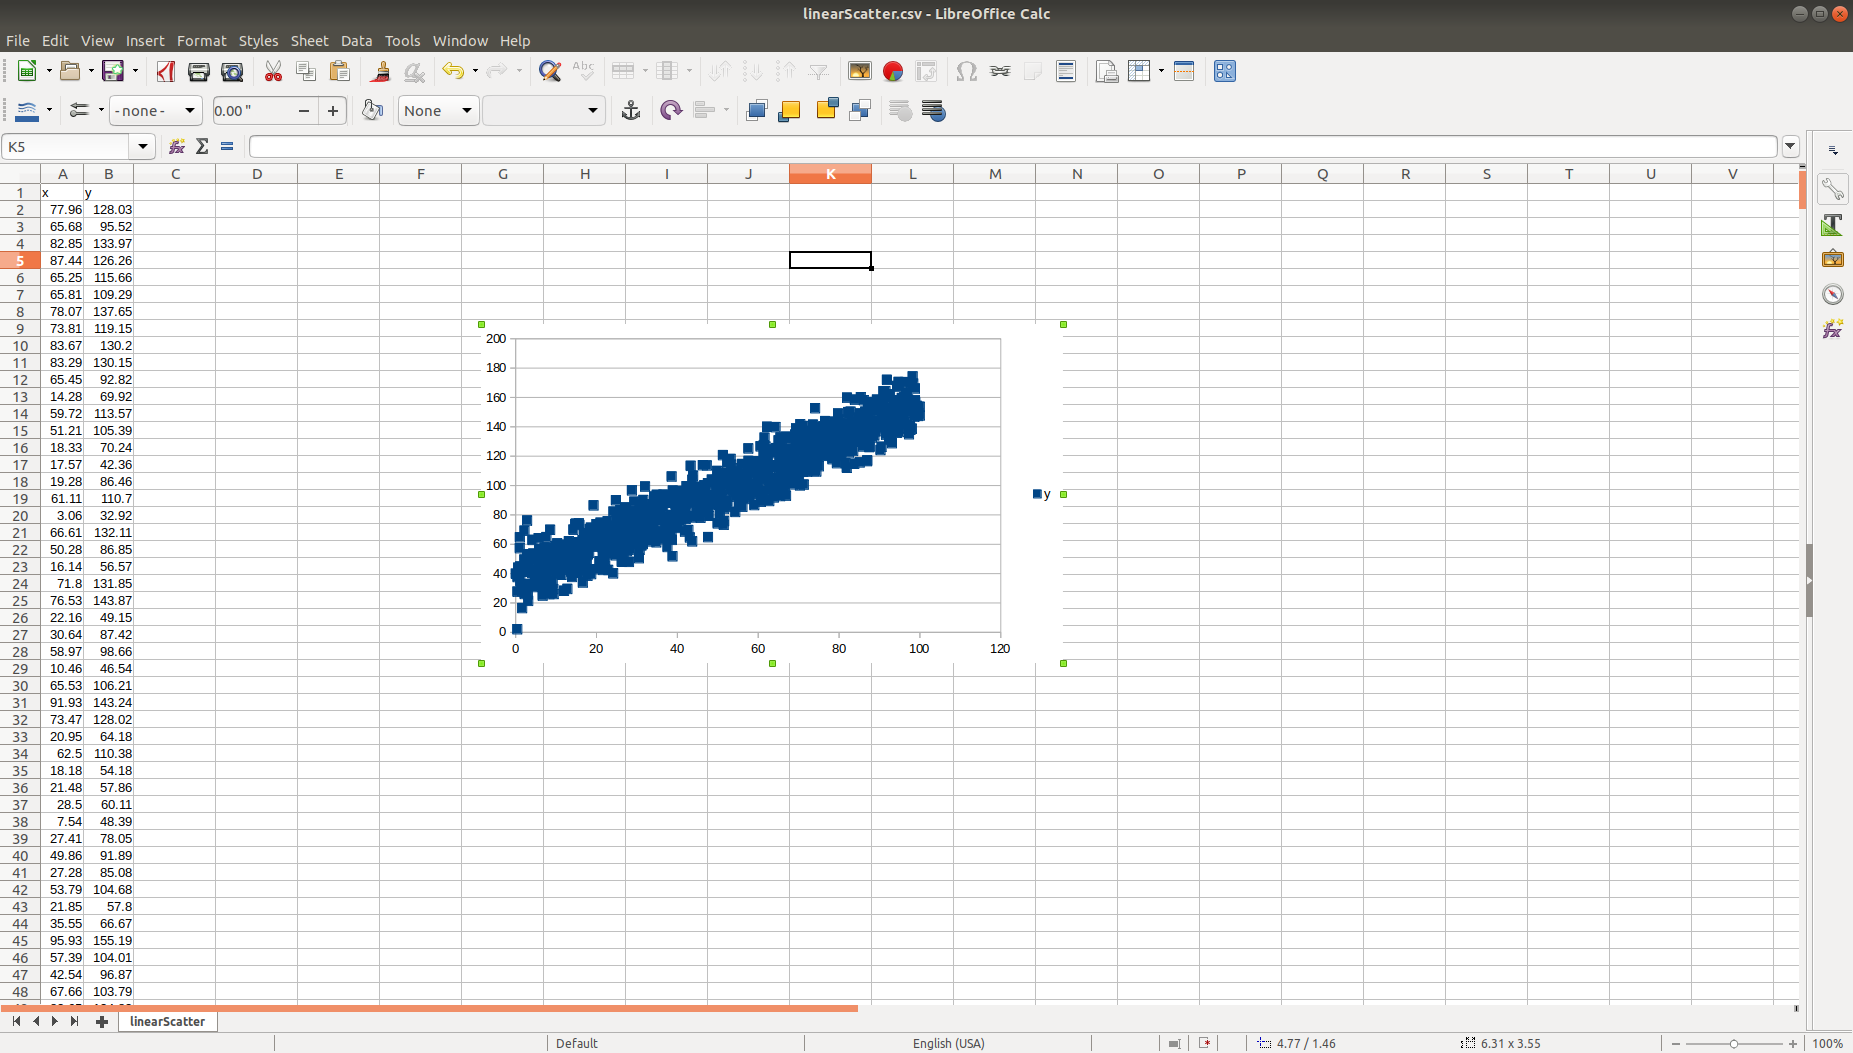 linearScatter.csv - LibreOffice Calc
File Edit View Insert Format Styles Sheet Data Tools Window Help
Abc
- none - 0.00 " None
K5
A B C D E F G H I J K L M N O P Q R S T U V
1 x y
2 77.96 128.03
3 65.68 95.52
4 82.85 133.97
5 87.44 126.26
6 65.25 115.66
7 65.81 109.29
8 78.07 137.65
9 73.81 119.15
10 83.67 130.2
11 83.29 130.15
12 65.45 92.82
13 14.28 69.92
14 59.72 113.57
15 51.21 105.39
16 18.33 70.24
17 17.57 42.36
18 19.28 86.46
19 61.11 110.7
20 3.06 32.92
21 66.61 132.11
22 50.28 86.85
23 16.14 56.57
24 71.8 131.85
25 76.53 143.87
26 22.16 49.15
27 30.64 87.42
28 58.97 98.66
29 10.46 46.54
30 65.53 106.21
31 91.93 143.24
32 73.47 128.02
33 20.95 64.18
34 62.5 110.38
35 18.18 54.18
36 21.48 57.86
37 28.5 60.11
38 7.54 48.39
39 27.41 78.05
40 49.86 91.89
41 27.28 85.08
42 53.79 104.68
43 21.85 57.8
44 35.55 66.67
45 95.93 155.19
46 57.39 104.01
47 42.54 96.87
48 67.66 103.79
200
180
160
140
120
100
80
60
40
20
0
0 20 40 60 80 100 120
y
linearScatter
Default English (USA) 4.77 / 1.46 6.31 x 3.55 100%